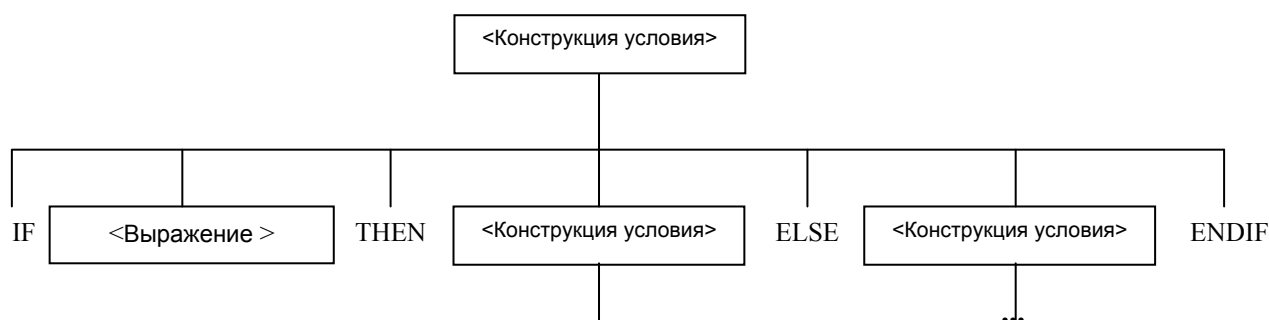 <Конструкция условия>
IF <Выражение > THEN <Конструкция условия> ELSE <Конструкция условия> ENDIF
...